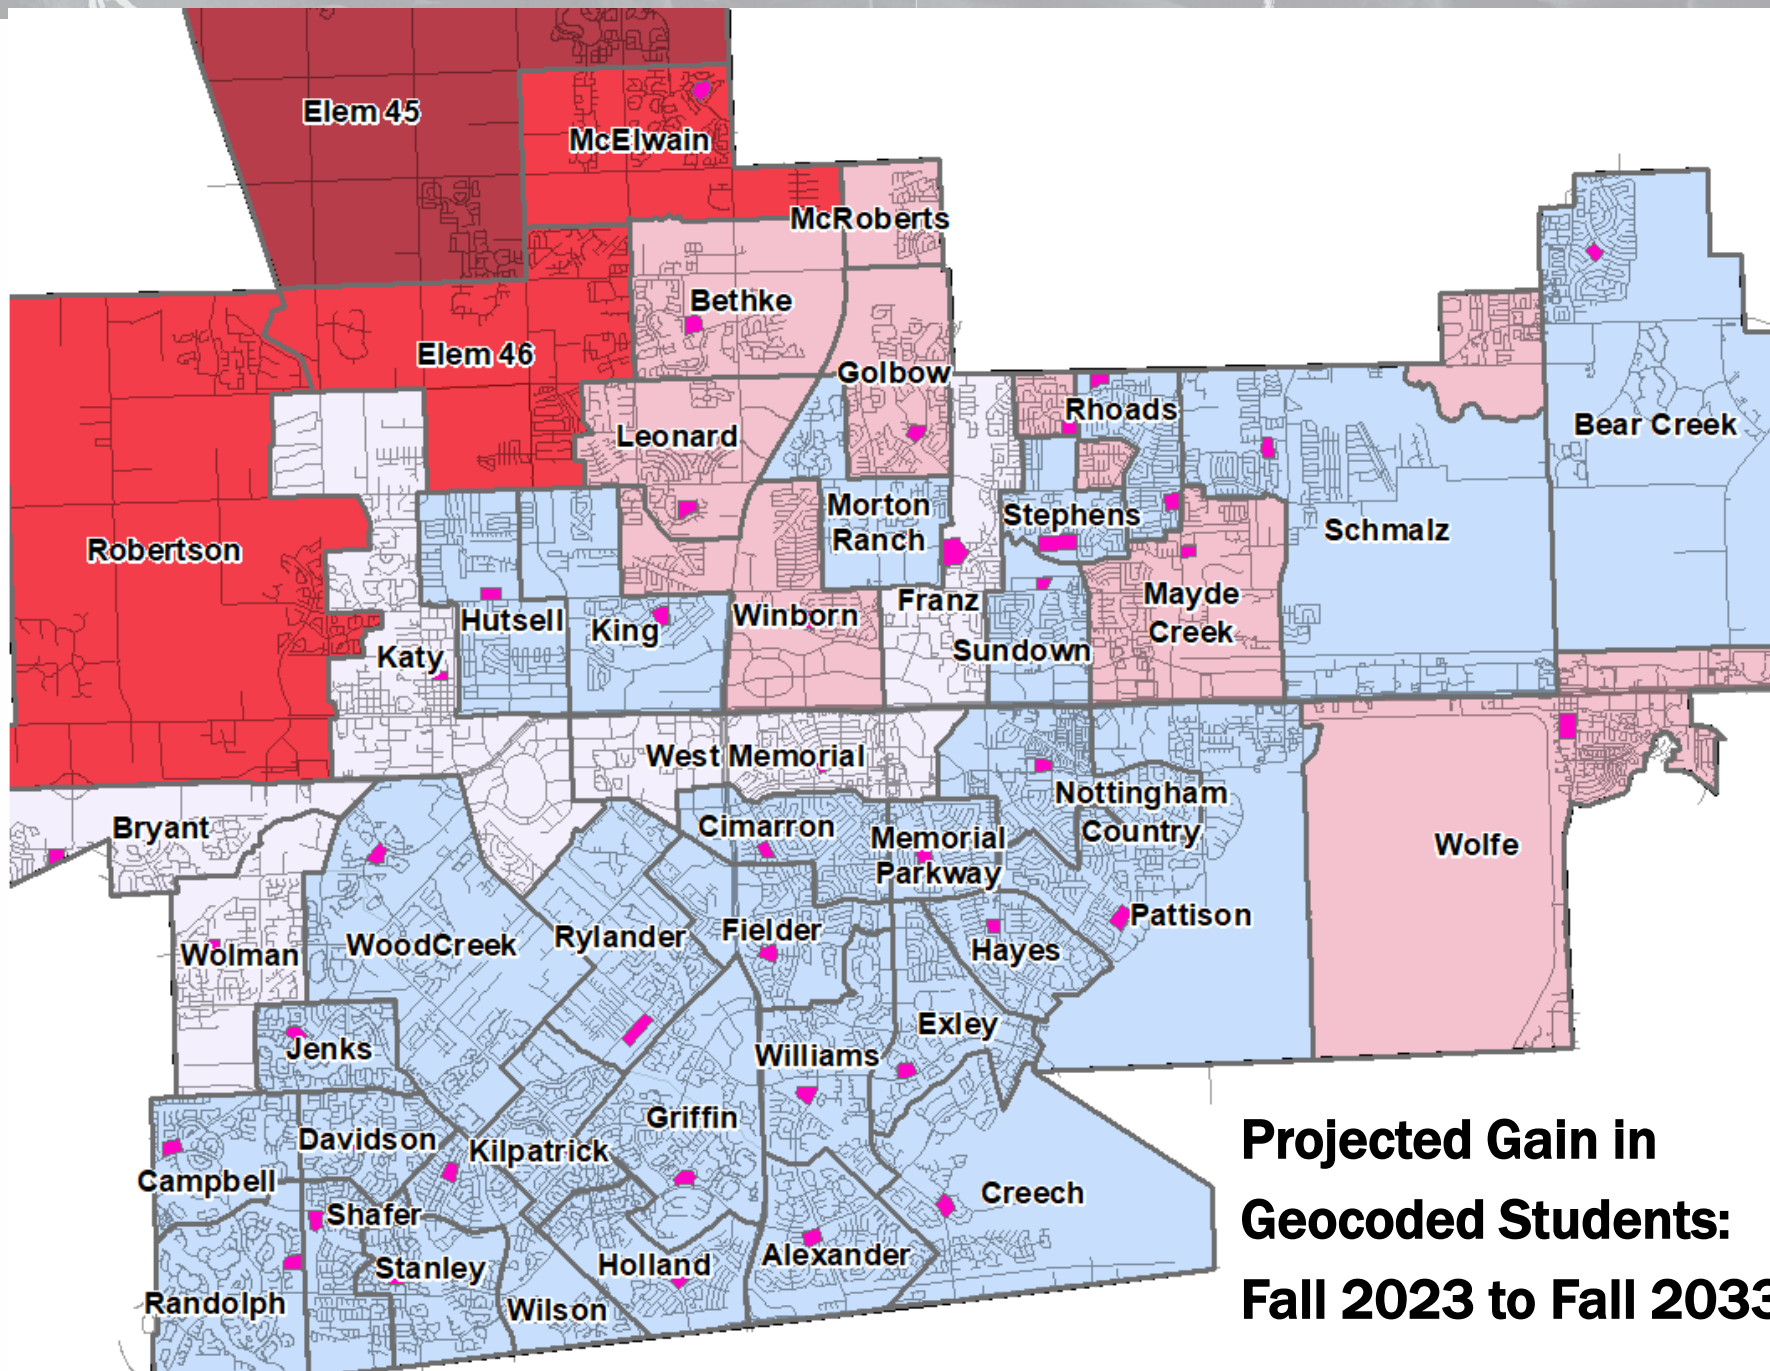 Elem 45
McElwain
McRoberts
Bethke
Elem 46
Golbow
Rhoads
Leonard
Bear Creek
Morton
Ranch
Stephens
Schmalz
Robertson
Mayde
Creek
Franz
Hutsell
King
Winborn
Sundown
Katy
West Memorial
Nottingham
Country
Bryant
Cimarron
Memorial
Parkway
Wolfe
Pattison
Wolman
WoodCreek
Rylander
Fielder
Hayes
Exley
Jenks
Williams
Griffin
Davidson
Kilpatrick
Campbell
Creech
Shafer
Stanley
Holland
Alexander
Randolph
Wilson
Projected Gain in
Geocoded Students:
Fall 2023 to Fall 2033